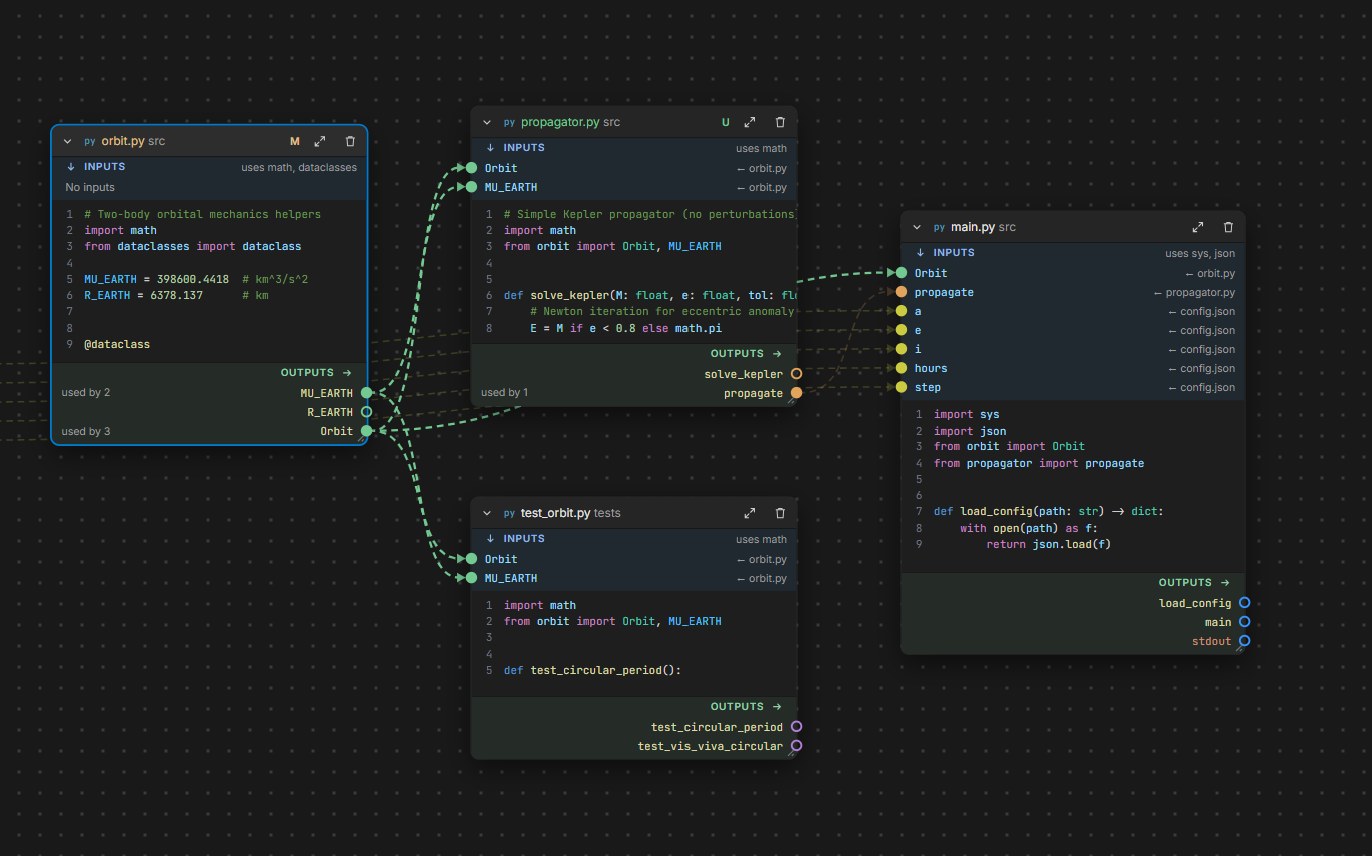 py orbit.py src M
↓ INPUTS uses math, dataclasses
No inputs
1 # Two-body orbital mechanics helpers
2 import math
3 from dataclasses import dataclass
4
5 MU_EARTH = 398600.4418 # km^3/s^2
6 R_EARTH = 6378.137 # km
7
8
9 @dataclass
OUTPUTS →
used by 2 MU_EARTH
R_EARTH
used by 3 Orbit
py propagator.py src U
↓ INPUTS uses math
Orbit ← orbit.py
MU_EARTH ← orbit.py
1 # Simple Kepler propagator (no perturbations)
2 import math
3 from orbit import Orbit, MU_EARTH
4
5
6 def solve_kepler(M: float, e: float, tol: flo
7 # Newton iteration for eccentric anomaly
8 E = M if e < 0.8 else math.pi
OUTPUTS →
solve_kepler
used by 1 propagate
py test_orbit.py tests
↓ INPUTS uses math
Orbit ← orbit.py
MU_EARTH ← orbit.py
1 import math
2 from orbit import Orbit, MU_EARTH
3
4
5 def test_circular_period():
OUTPUTS →
test_circular_period
test_vis_viva_circular
py main.py src
↓ INPUTS uses sys, json
Orbit ← orbit.py
propagate ← propagator.py
a ← config.json
e ← config.json
i ← config.json
hours ← config.json
step ← config.json
1 import sys
2 import json
3 from orbit import Orbit
4 from propagator import propagate
5
6
7 def load_config(path: str) → dict:
8 with open(path) as f:
9 return json.load(f)
OUTPUTS →
load_config
main
stdout